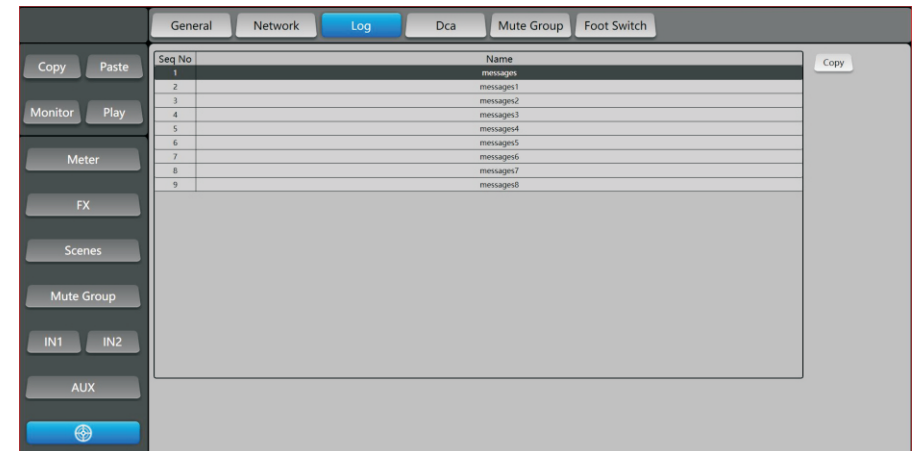 General Network Log Dca Mute Group Foot Switch
Copy Paste
Monitor Play
Meter
FX
Scenes
Mute Group
IN1 IN2
AUX
Seq No Name
1 messages
2 messages1
3 messages2
4 messages3
5 messages4
6 messages5
7 messages6
8 messages7
9 messages8
Copy